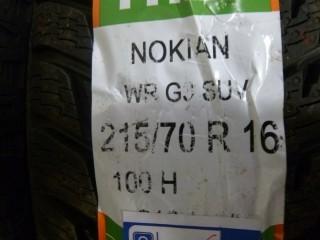 NOKIAN
WR G3 SUV
215/70 R 16
100 H